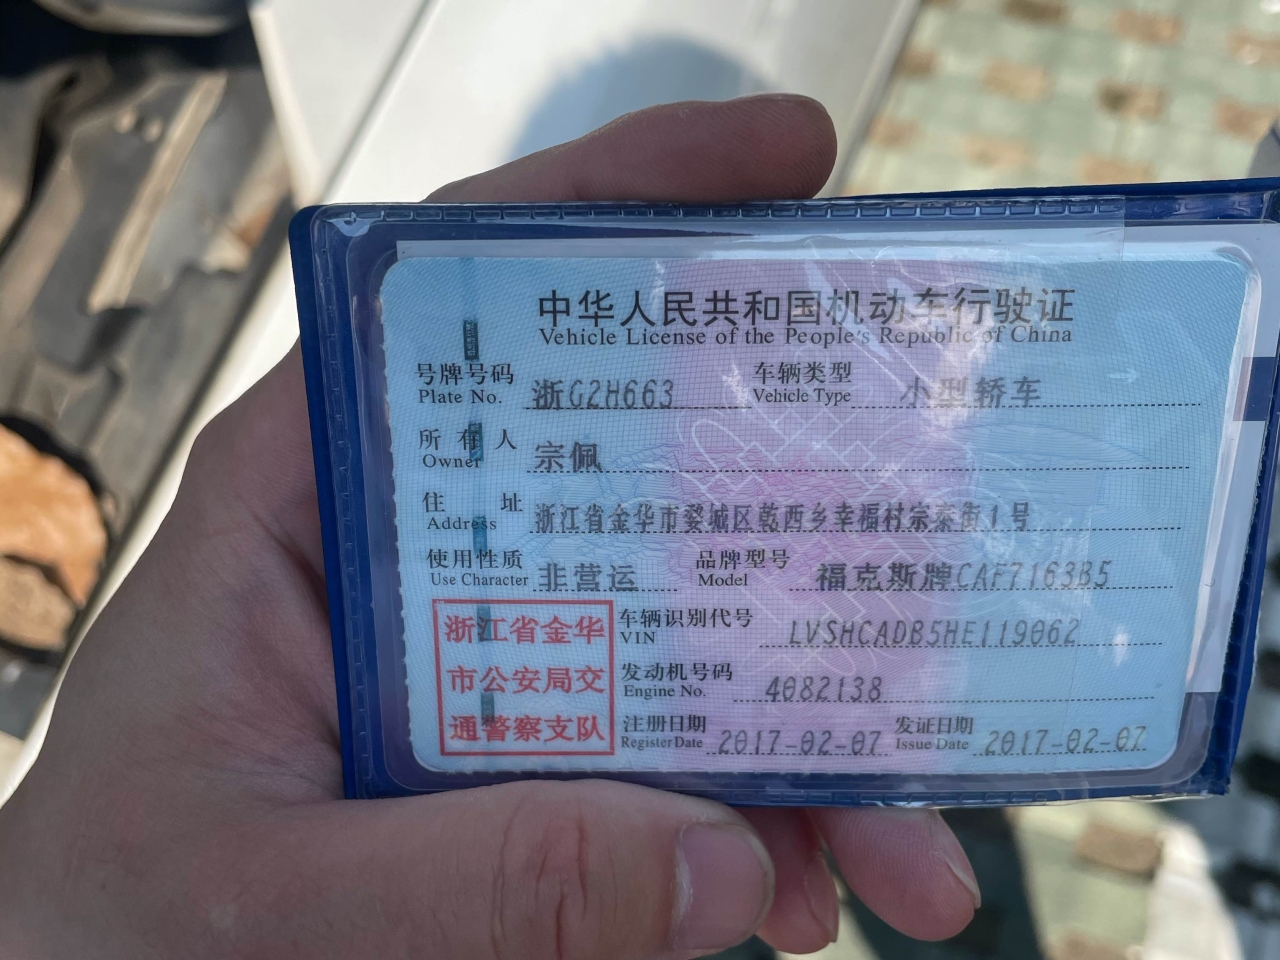 中华人民共和国机动车行驶证
Vehicle License of the People's Republic of China
号牌号码 浙G2H663 车辆类型 小型轿车
Plate No. Vehicle Type
所有人 宗佩
Owner
住址 浙江省金华市婺城区乾西乡幸福村宗泰街1号
Address
使用性质 非营运 品牌型号 福克斯牌CAF7163B5
Use Character Model
浙江省金华 车辆识别代号 LVSHCADB5HE119062
VIN
市公安局交 发动机号码 4082138
Engine No.
通警察支队 注册日期 2017-02-07 发证日期 2017-02-07
Register Date Issue Date